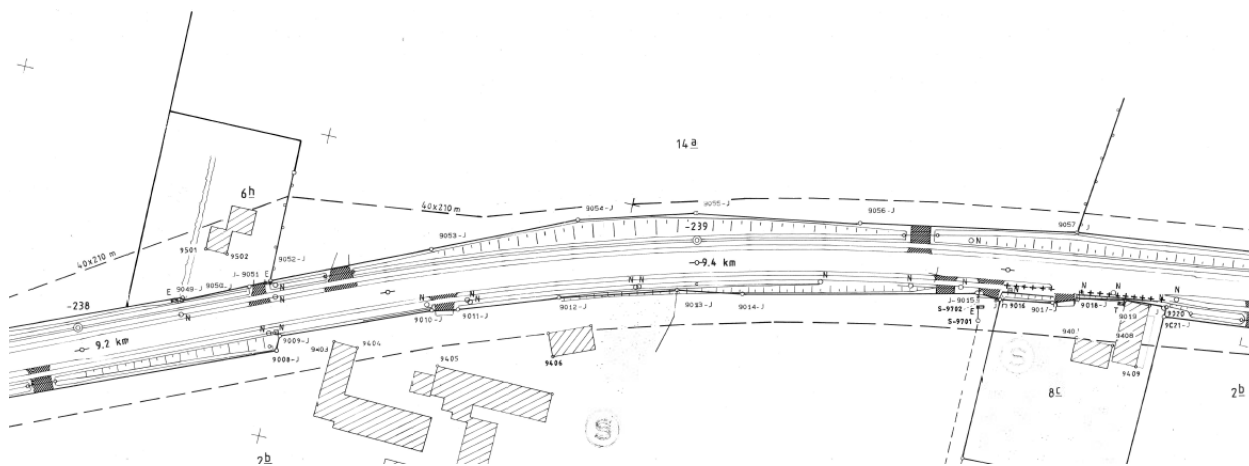 14a
6h
40x210 m
9054-J
9055-J
9056-J
-239
9057
J
N
9053-J
9501
9502
9052-J
40x210 m
J-9051
E
9050-J
9049-J
E
N
N
N
9.4 km
-238
N
N
N
N
N
N
N
N
N
N
N
N
9013-J
9012-J
9014-J
J-9015
S-9702
E
S-9701
J
9016
9017-J
9018-J
T
9019
J
9020
9021-J
N
9010-J
9011-J
9.2 km
N
N
9009-J
9008-J
9403
9404
9405
9406
9408
9409
8c
2b
2b